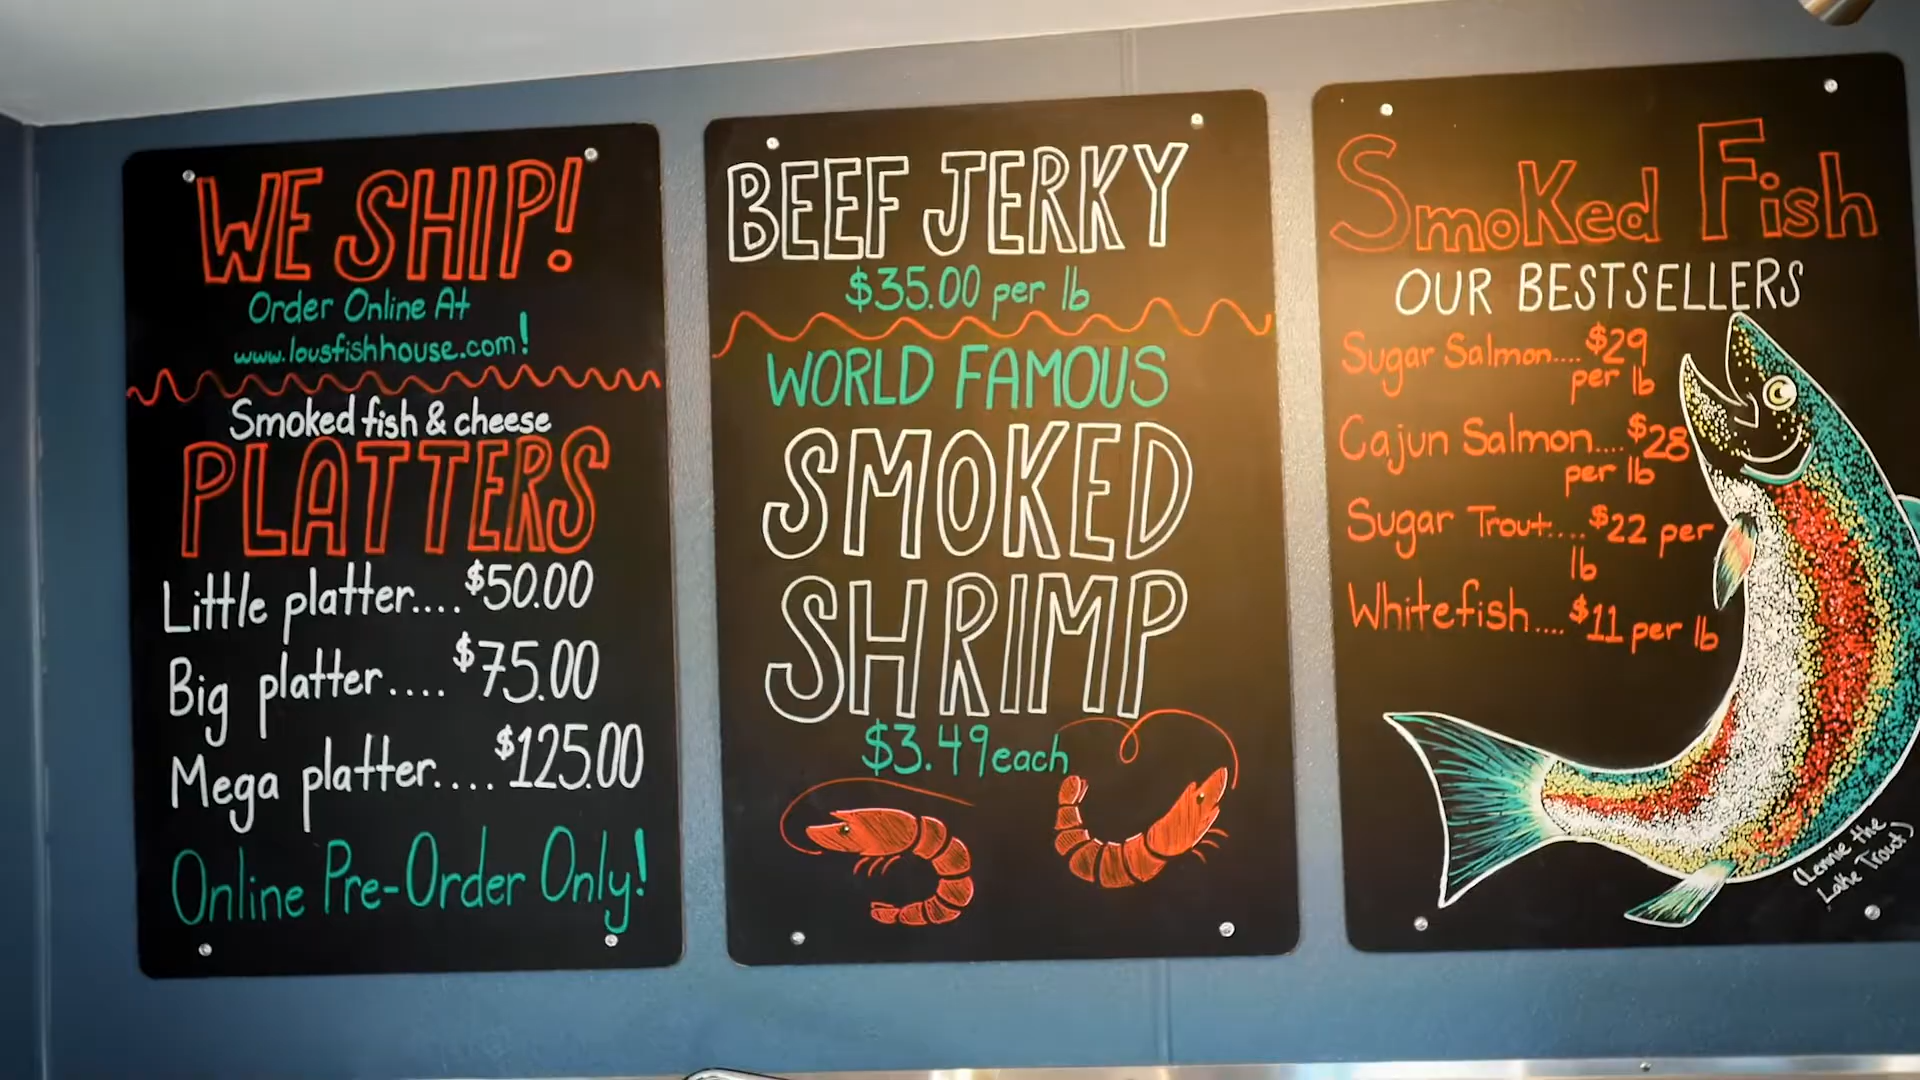 WE SHIP!
Order Online At
www.lousfishhouse.com!
Smoked fish & cheese
PLATTERS
Little platter....$50.00
Big platter....$75.00
Mega platter....$125.00
Online Pre-Order Only!
BEEF JERKY
$35.00 per lb
WORLD FAMOUS
SMOKED
SHRIMP
$3.49 each
Smoked Fish
OUR BESTSELLERS
Sugar Salmon....$29
per lb
Cajun Salmon....$28
per lb
Sugar Trout....$22 per
lb
Whitefish....$11 per lb
(Lennie the
Lake Trout)